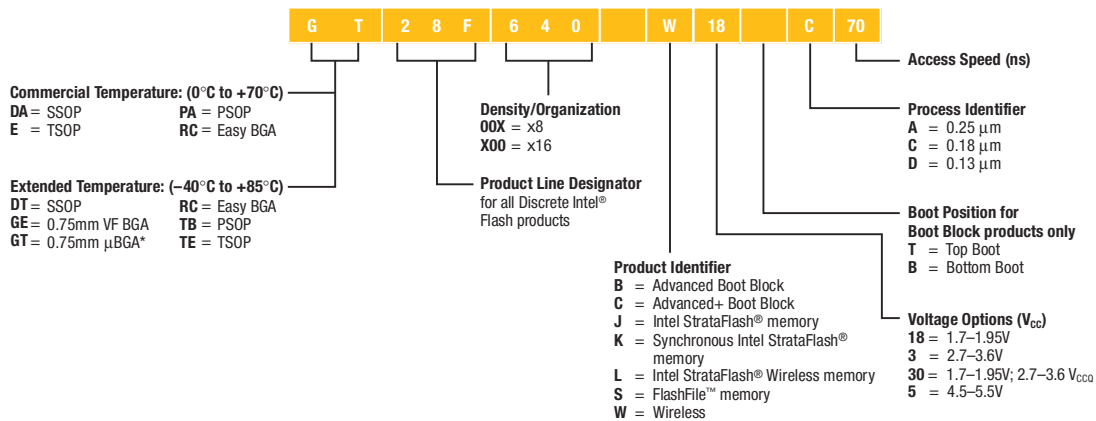 G T 2 8 F 6 4 0 W 18 C 70
Commercial Temperature: (0°C to +70°C)
DA = SSOP PA = PSOP
E = TSOP RC = Easy BGA
Extended Temperature: (–40°C to +85°C)
DT = SSOP RC = Easy BGA
GE = 0.75mm VF BGA TB = PSOP
GT = 0.75mm µBGA* TE = TSOP
Density/Organization
00X = x8
X00 = x16
Product Line Designator
for all Discrete Intel®
Flash products
Product Identifier
B = Advanced Boot Block
C = Advanced+ Boot Block
J = Intel StrataFlash® memory
K = Synchronous Intel StrataFlash®
memory
L = Intel StrataFlash® Wireless memory
S = FlashFile™ memory
W = Wireless
Access Speed (ns)
Process Identifier
A = 0.25 µm
C = 0.18 µm
D = 0.13 µm
Boot Position for
Boot Block products only
T = Top Boot
B = Bottom Boot
Voltage Options (VCC)
18 = 1.7–1.95V
3 = 2.7–3.6V
30 = 1.7–1.95V; 2.7–3.6 VCCQ
5 = 4.5–5.5V